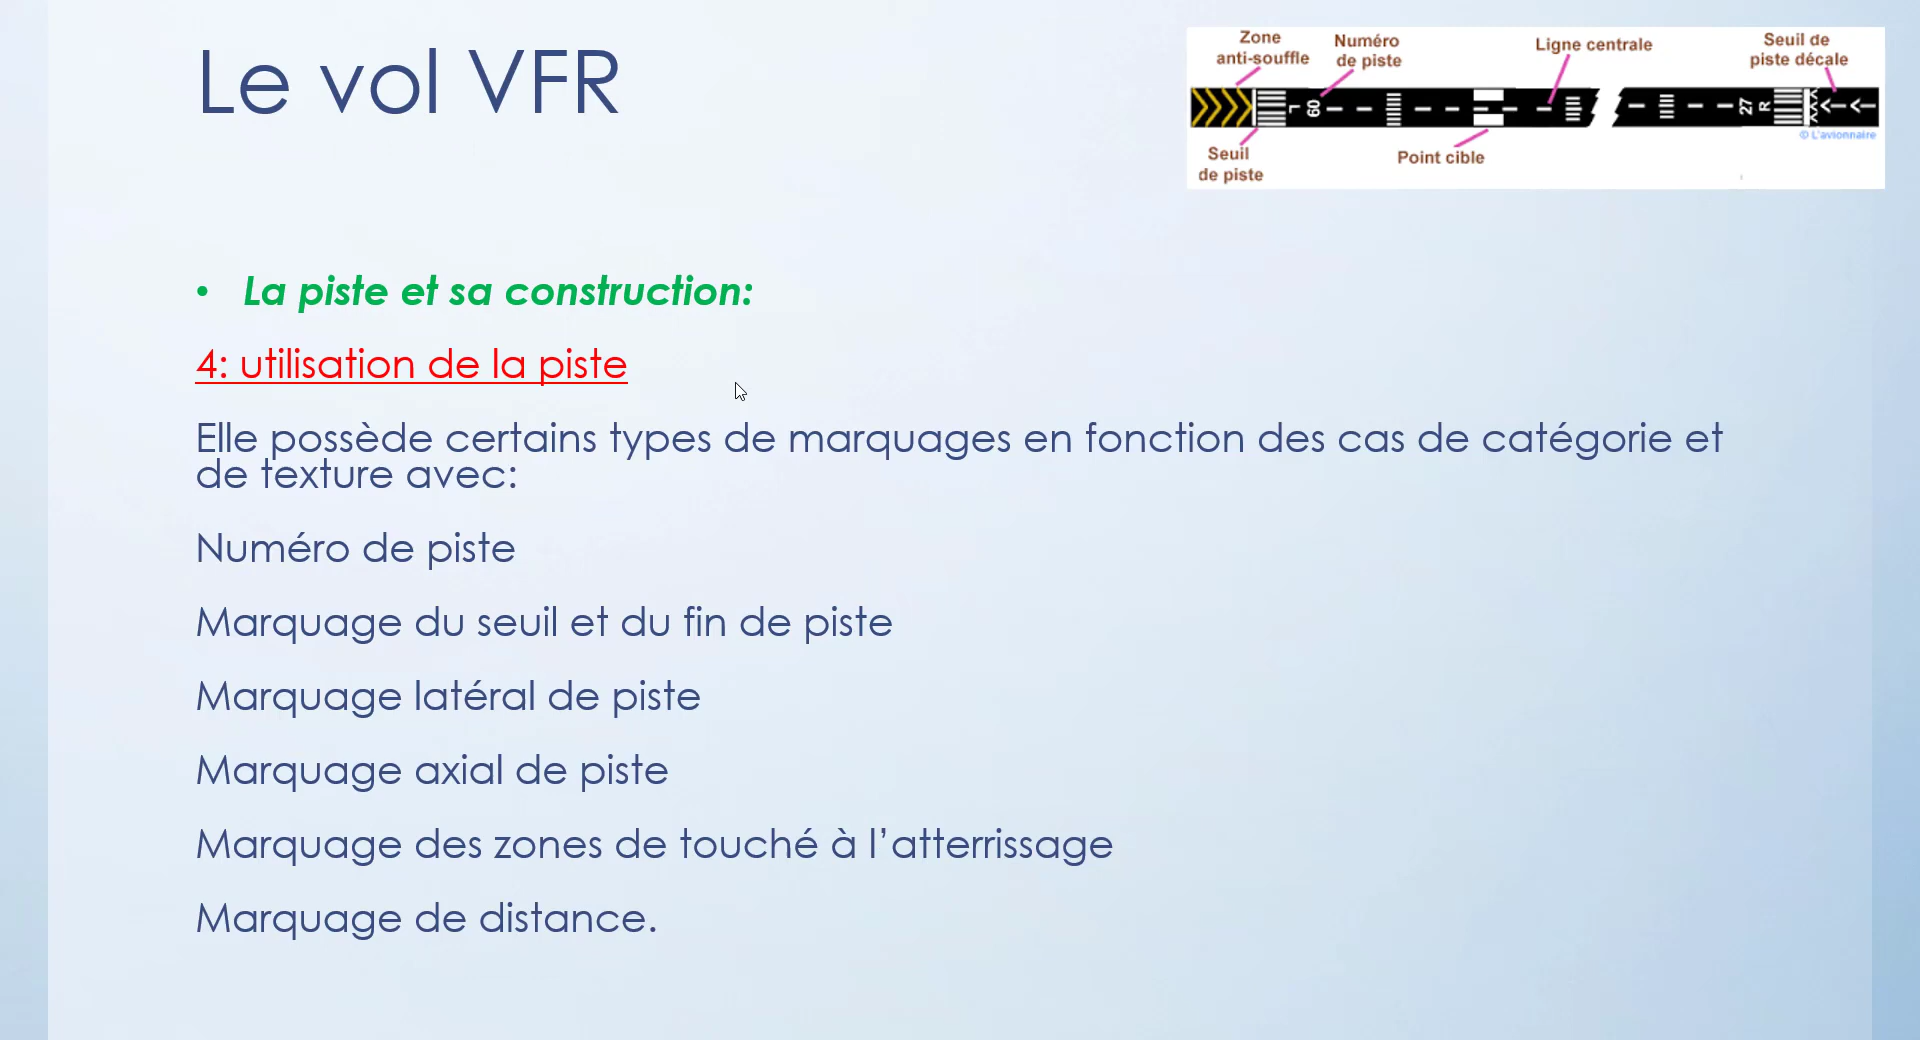 Le vol VFR
Zone
anti-souffle
Numéro
de piste
Ligne centrale
Seuil de
piste décale
L
09
27
R
© L'avionnaire
Seuil
de piste
Point cible
• La piste et sa construction:
4: utilisation de la piste
Elle possède certains types de marquages en fonction des cas de catégorie et
de texture avec:
Numéro de piste
Marquage du seuil et du fin de piste
Marquage latéral de piste
Marquage axial de piste
Marquage des zones de touché à l’atterrissage
Marquage de distance.